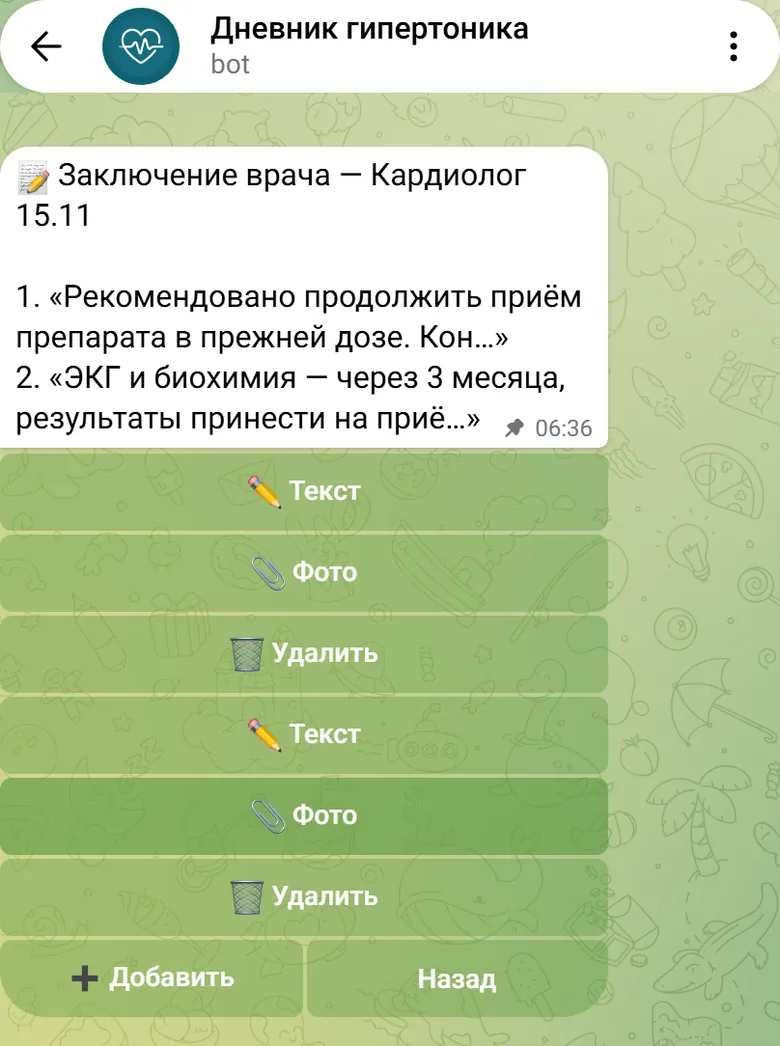 Дневник гипертоника
bot
📝 Заключение врача — Кардиолог
15.11
1. «Рекомендовано продолжить приём
препарата в прежней дозе. Кон…»
2. «ЭКГ и биохимия — через 3 месяца,
результаты принести на приё…»
06:36
✏️ Текст
📎 Фото
🗑 Удалить
✏️ Текст
📎 Фото
🗑 Удалить
➕ Добавить
Назад